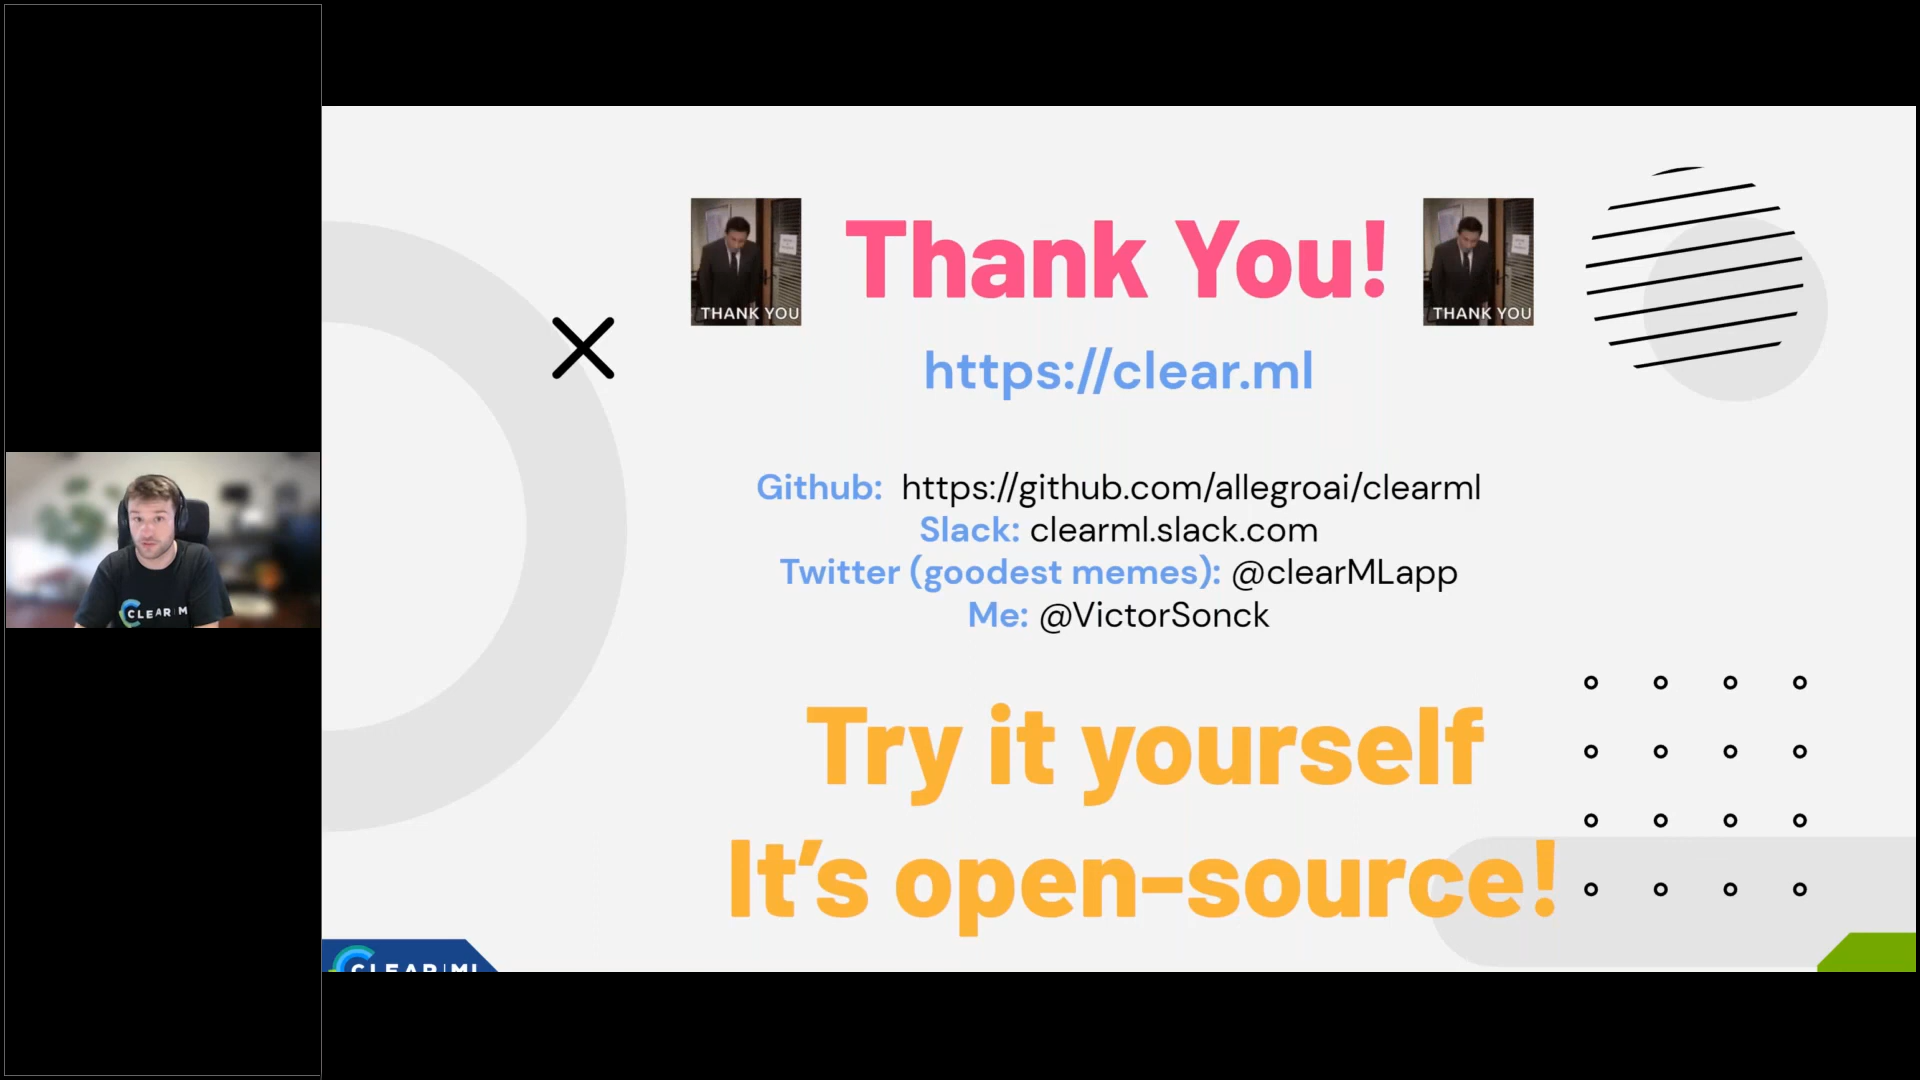 Thank You!
THANK YOU
THANK YOU
https://clear.ml
Github: https://github.com/allegroai/clearml
Slack: clearml.slack.com
Twitter (goodest memes): @clearMLapp
Me: @VictorSonck
Try it yourself
It's open-source!
CLEAR|ML
CLEAR|M